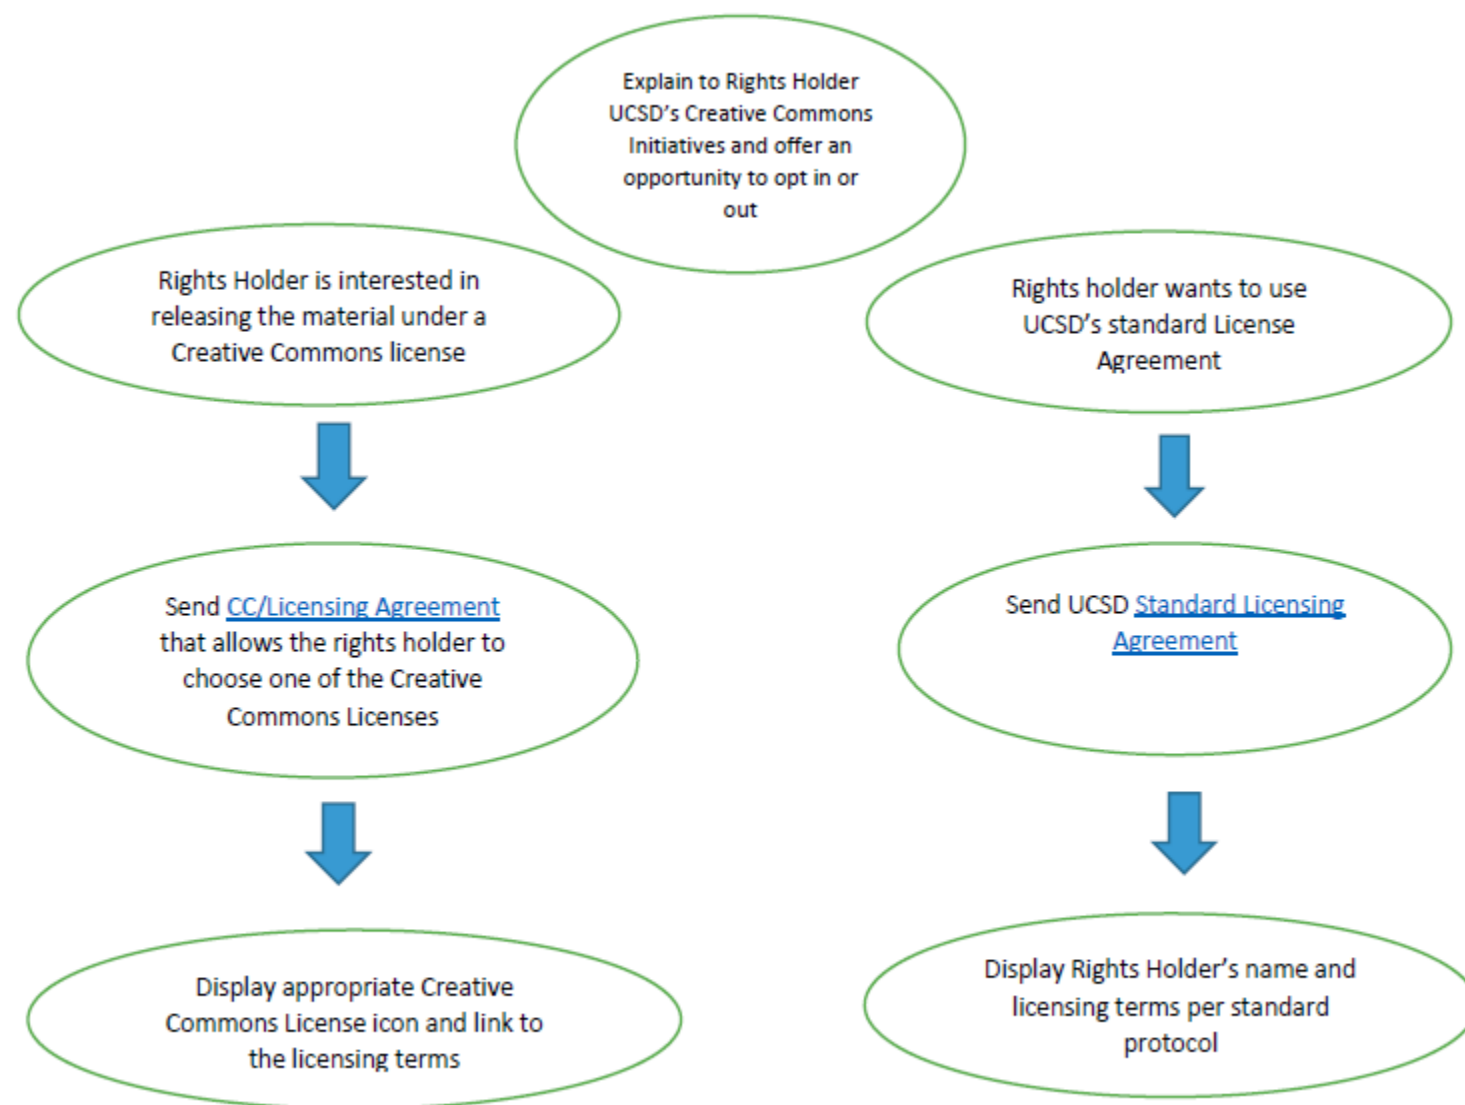 Explain to Rights Holder
UCSD's Creative Commons
Initiatives and offer an
opportunity to opt in or
out
Rights Holder is interested in
releasing the material under a
Creative Commons license
Rights holder wants to use
UCSD's standard License
Agreement
Send CC/Licensing Agreement
that allows the rights holder to
choose one of the Creative
Commons Licenses
Send UCSD Standard Licensing
Agreement
Display appropriate Creative
Commons License icon and link to
the licensing terms
Display Rights Holder's name and
licensing terms per standard
protocol